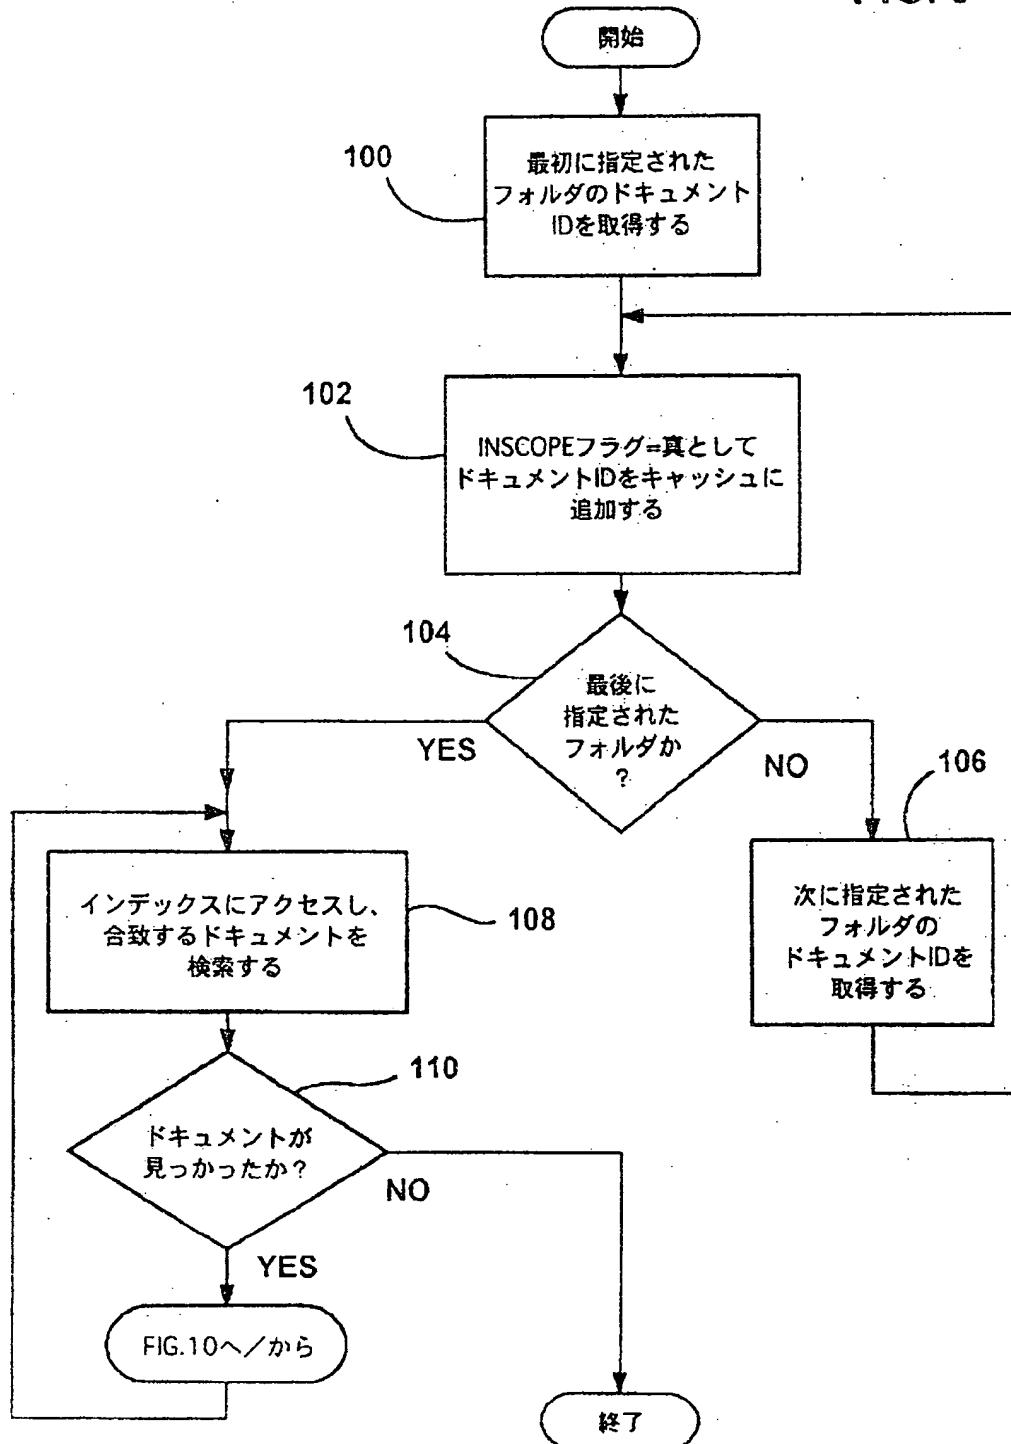 開始
100
最初に指定された
フォルダのドキュメント
IDを取得する
102
INSCOPEフラグ=真として
ドキュメントIDをキャッシュに
追加する
104
最後に
指定された
フォルダか
?
YES
NO
106
次に指定された
フォルダの
ドキュメントIDを
取得する
インデックスにアクセスし、
合致するドキュメントを
検索する
108
110
ドキュメントが
見っかったか?
NO
YES
FIG.10へ/から
終了